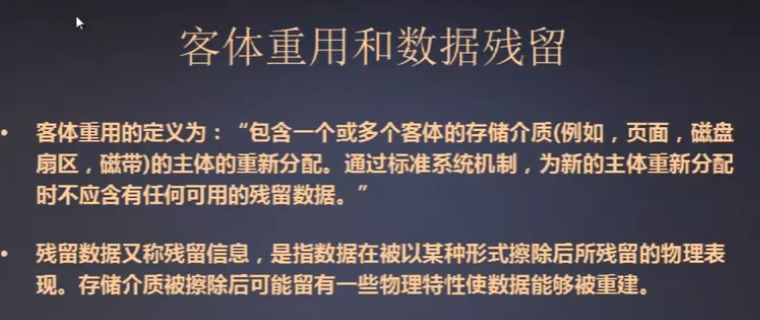 客体重用和数据残留
• 客体重用的定义为：“包含一个或多个客体的存储介质(例如，页面，磁盘
扇区，磁带)的主体的重新分配。通过标准系统机制，为新的主体重新分配
时不应含有任何可用的残留数据。”
• 残留数据又称残留信息，是指数据在被以某种形式擦除后所残留的物理表
现。存储介质被擦除后可能留有一些物理特性使数据能够被重建。